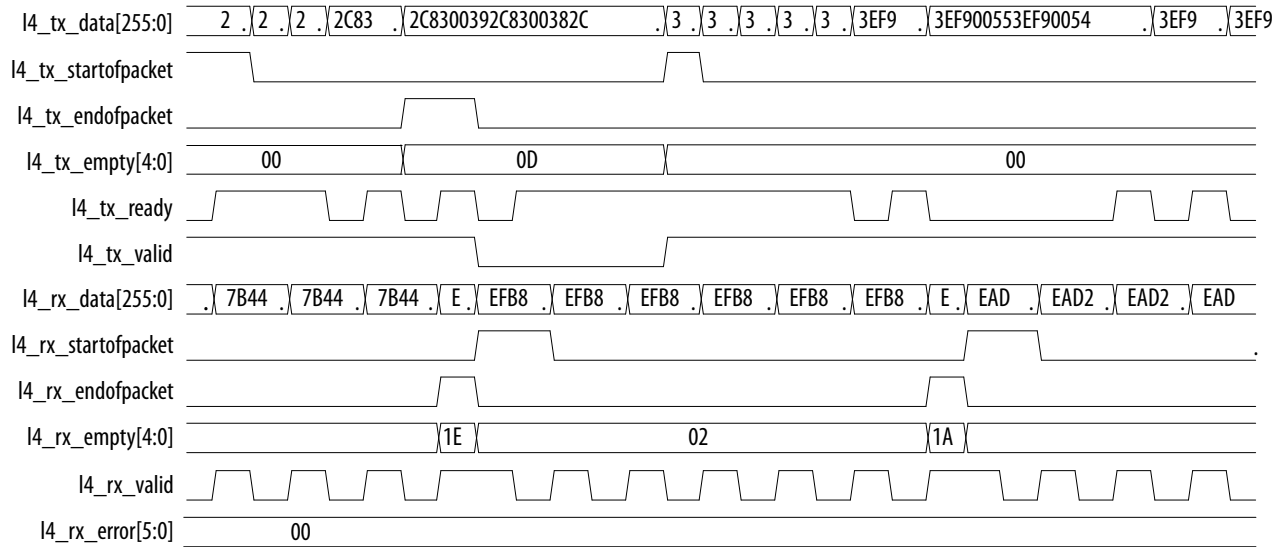 l4_tx_data[255:0] 2 . 2 . 2 . 2C83 . 2C8300392C8300382C . 3 . 3 . 3 . 3 . 3 . 3EF9 . 3EF900553EF90054 . 3EF9 . 3EF9
l4_tx_startofpacket
l4_tx_endofpacket
l4_tx_empty[4:0] 00 0D 00
l4_tx_ready
l4_tx_valid
l4_rx_data[255:0] . 7B44 . 7B44 . 7B44 . E . EFB8 . EFB8 . EFB8 . EFB8 . EFB8 . EFB8 . E . EAD . EAD2 . EAD2 . EAD
l4_rx_startofpacket .
l4_rx_endofpacket
l4_rx_empty[4:0] 1E 02 1A
l4_rx_valid
l4_rx_error[5:0] 00